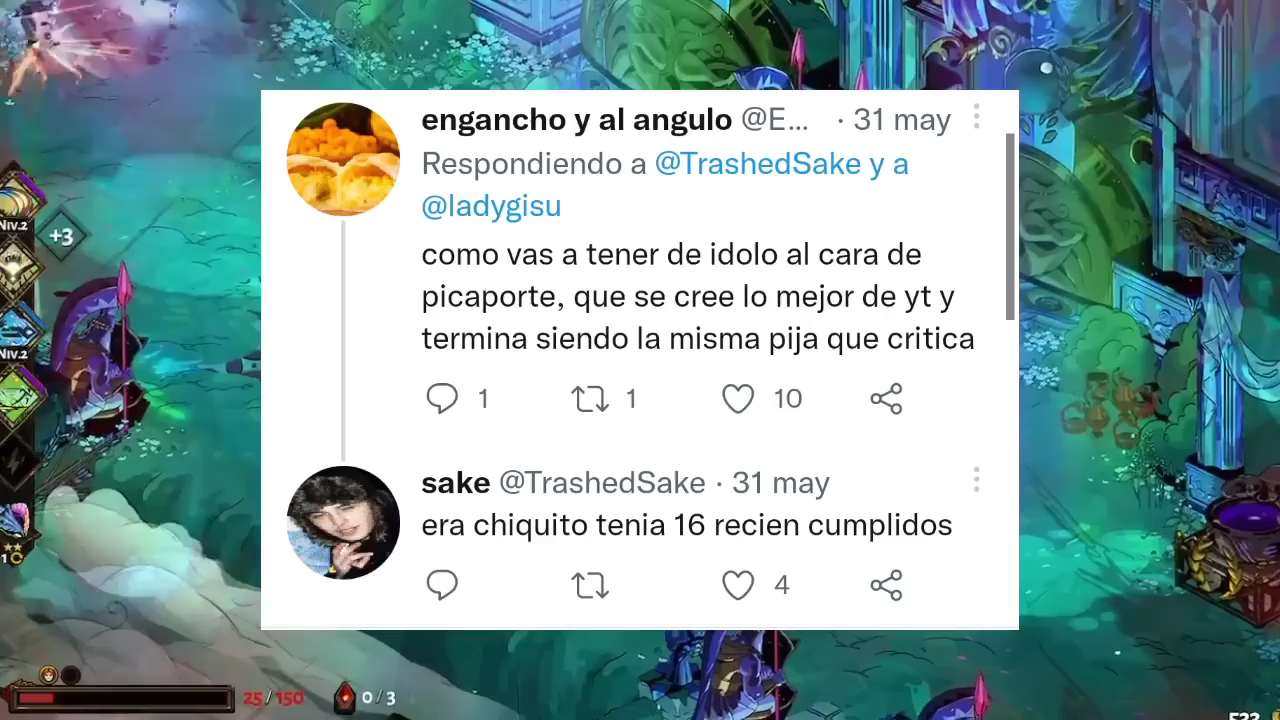 engancho y al angulo @E... · 31 may
Respondiendo a @TrashedSake y a
@ladygisu
como vas a tener de idolo al cara de
picaporte, que se cree lo mejor de yt y
termina siendo la misma pija que critica
1 1 10
sake @TrashedSake · 31 may
era chiquito tenia 16 recien cumplidos
4
Niv.2
+3
Niv.2
1
25/150
0/3